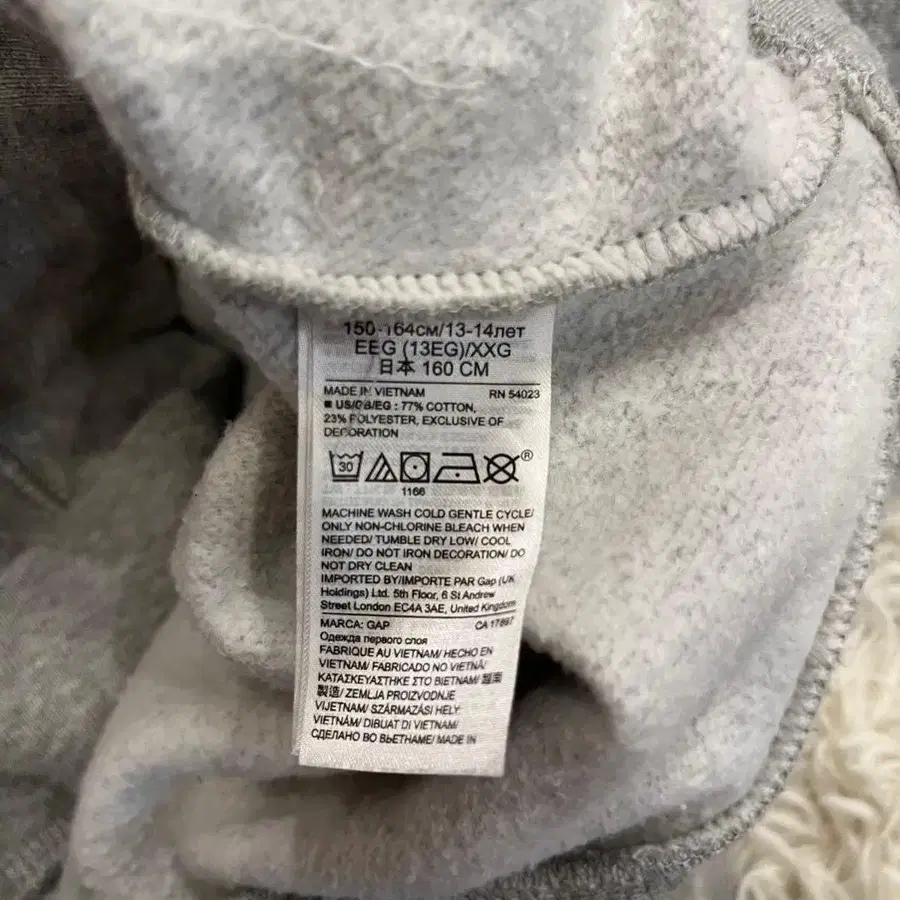 150-164см/13-14лет
EEG (13EG)/XXG
日本 160 CM
MADE IN VIETNAM RN 54023
■ US/GB/EG : 77% COTTON,
23% POLYESTER, EXCLUSIVE OF
DECORATION
30
®
1166
MACHINE WASH COLD GENTLE CYCLE/
ONLY NON-CHLORINE BLEACH WHEN
NEEDED/ TUMBLE DRY LOW/ COOL
IRON/ DO NOT IRON DECORATION/ DO
NOT DRY CLEAN
IMPORTED BY/IMPORTE PAR Gap (UK
Holdings) Ltd. 5th Floor, 6 St Andrew
Street London EC4A 3AE, United Kingdom
MARCA: GAP CA 17897
Одежда первого слоя
FABRIQUE AU VIETNAM/ HECHO EN
VIETNAM/ FABRICADO NO VIETNÃ/
ΚΑΤΑΣΚΕΥΑΣΤΗΚΕ ΣΤΟ ΒΙΕΤΝΑΜ/ 越南
製造/ ZEMLJA PROIZVODNJE
VIJETNAM/ SZÁRMAZÁSI HELY
VIETNÁM/ DIBUAT DI VIETNAM/
СДЕЛАНО ВО ВЬЕТНАМЕ/ MADE IN